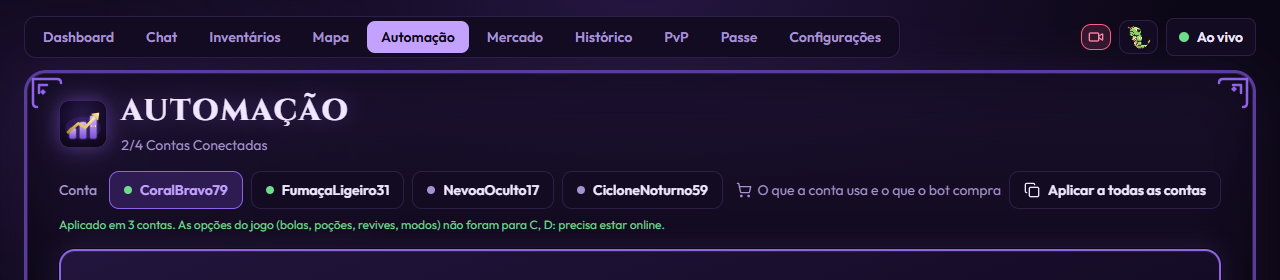 Dashboard Chat Inventários Mapa Automação Mercado Histórico PvP Passe Configurações Ao vivo
AUTOMAÇÃO
2/4 Contas Conectadas
Conta CoralBravo79 FumaçaLigeiro31 NevoaOculto17 CicloneNoturno59 O que a conta usa e o que o bot compra Aplicar a todas as contas
Aplicado em 3 contas. As opções do jogo (bolas, poções, revives, modos) não foram para C, D: precisa estar online.